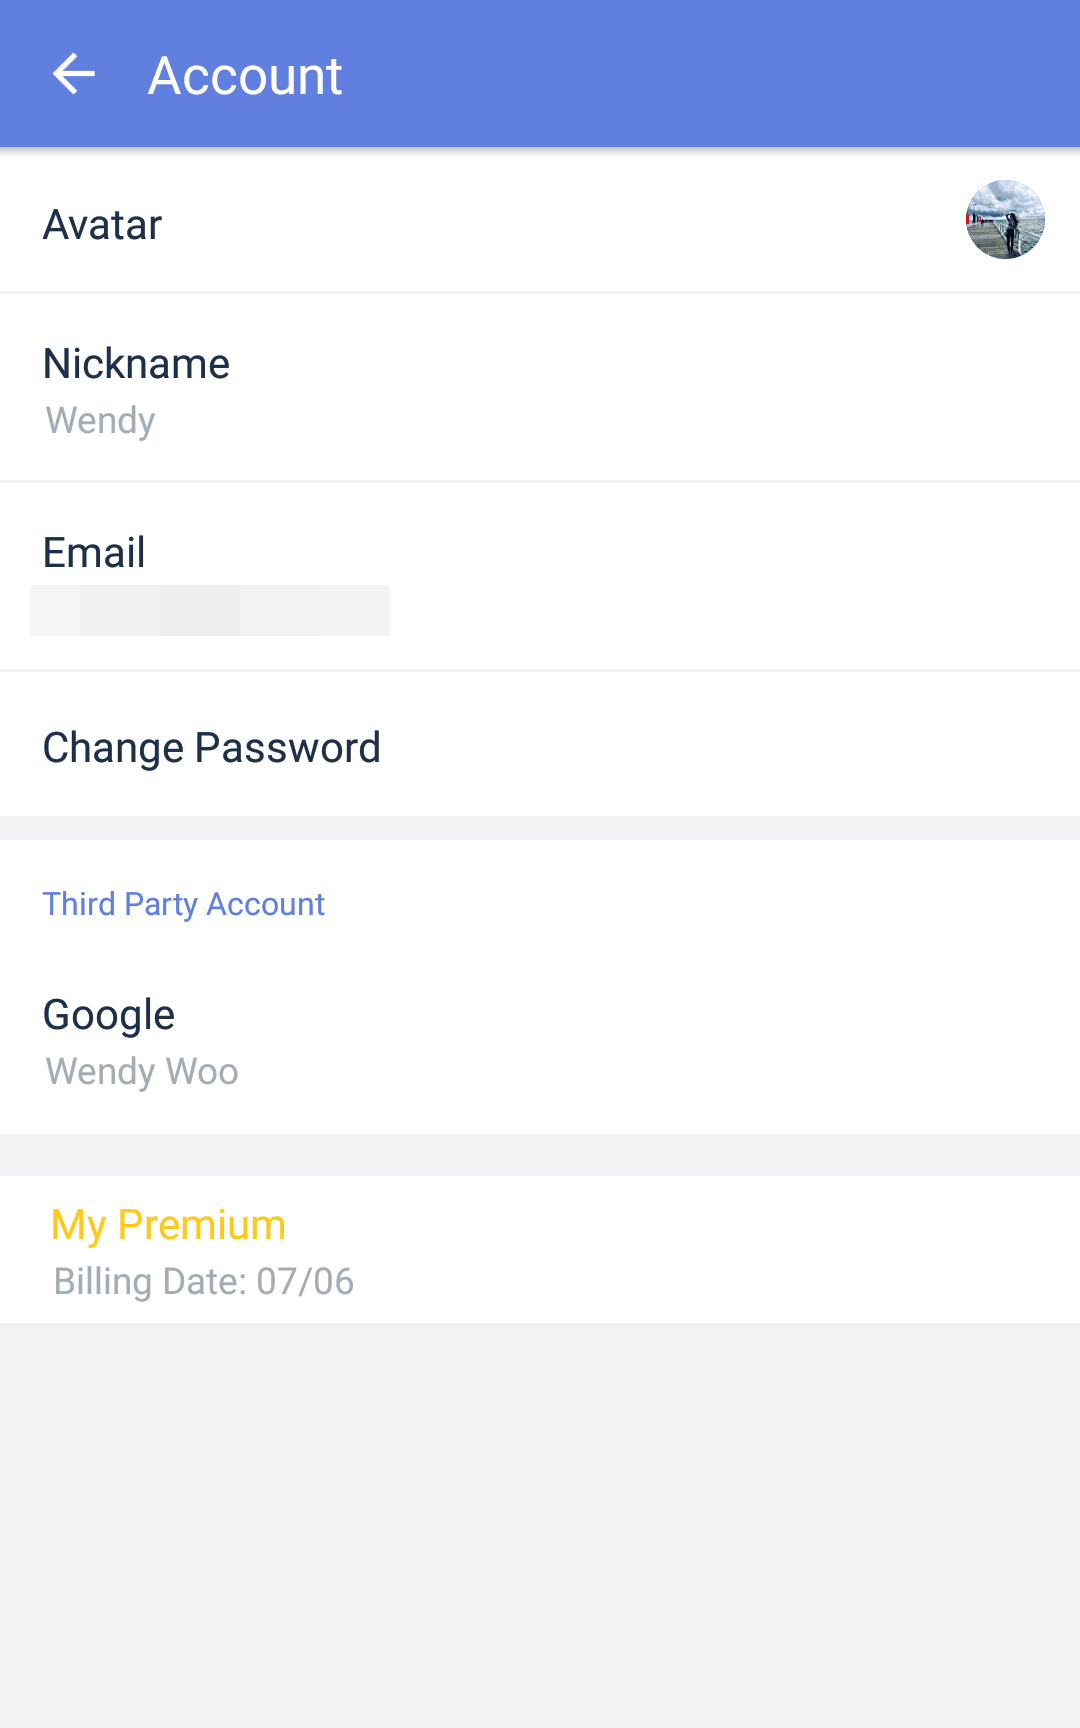 Account
Avatar
Nickname
Wendy
Email
Change Password
Third Party Account
Google
Wendy Woo
My Premium
Billing Date: 07/06